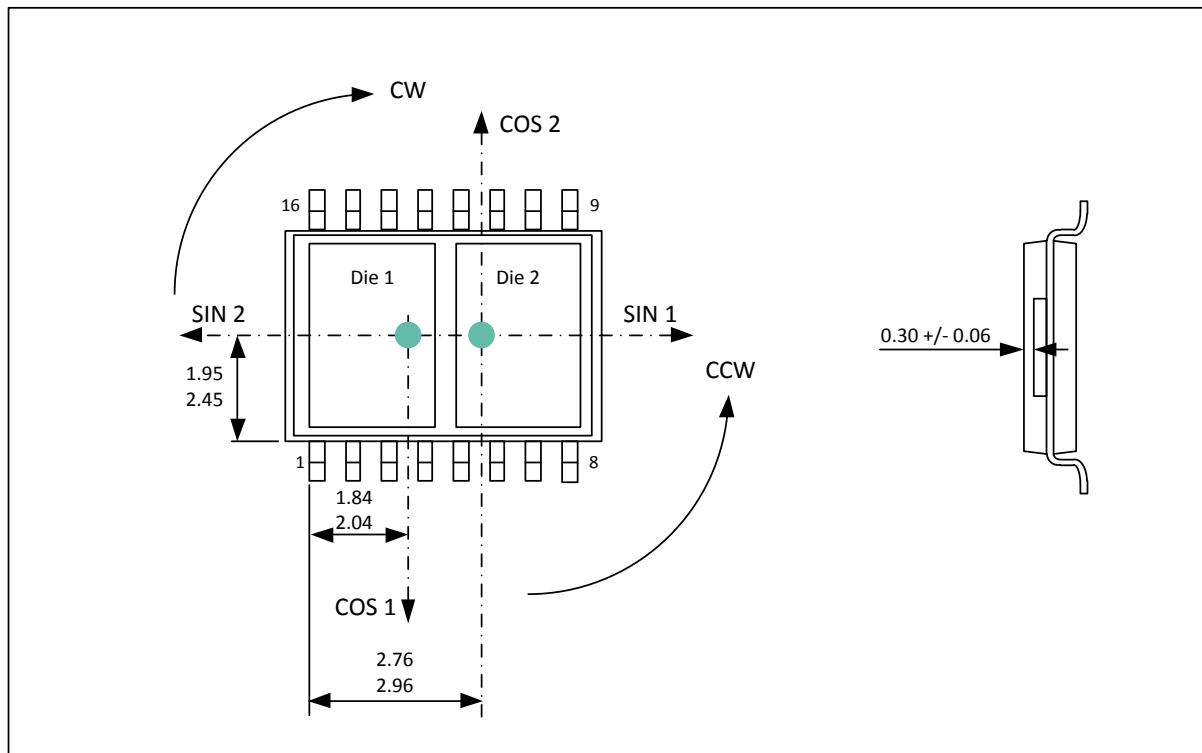 CW
COS 2
16
9
Die 1
Die 2
SIN 2
SIN 1
0.30 +/- 0.06
1.95
2.45
CCW
1
8
1.84
2.04
COS 1
2.76
2.96